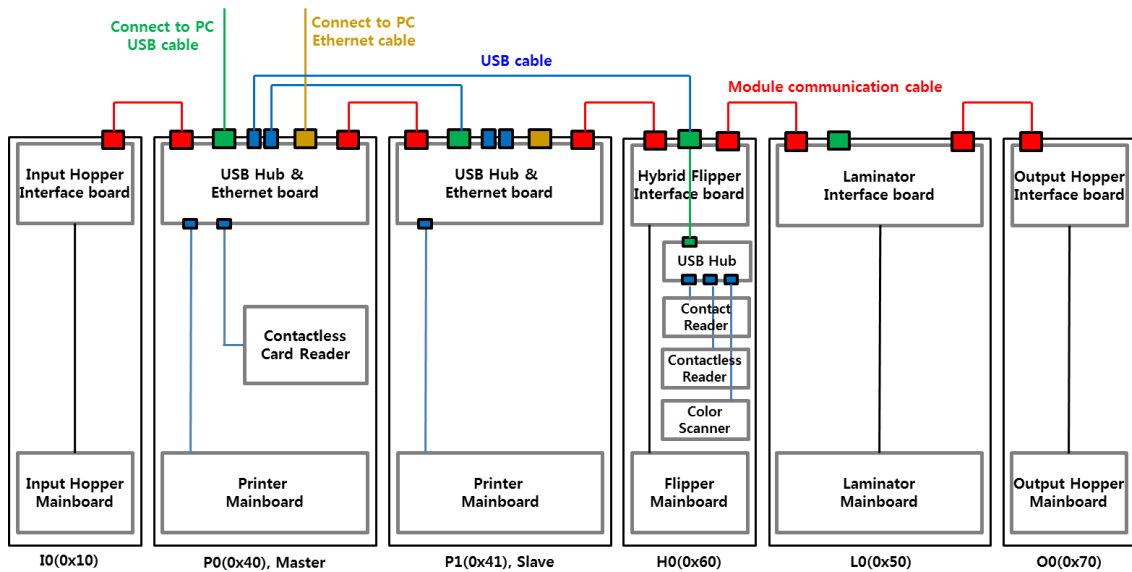 Connect to PC
USB cable
Connect to PC
Ethernet cable
USB cable
Module communication cable
Input Hopper
Interface board
USB Hub &
Ethernet board
USB Hub &
Ethernet board
Hybrid Flipper
Interface board
Laminator
Interface board
Output Hopper
Interface board
USB Hub
Contact
Reader
Contactless
Reader
Color
Scanner
Contactless
Card Reader
Input Hopper
Mainboard
Printer
Mainboard
Printer
Mainboard
Flipper
Mainboard
Laminator
Mainboard
Output Hopper
Mainboard
I0(0x10)
P0(0x40), Master
P1(0x41), Slave
H0(0x60)
L0(0x50)
O0(0x70)